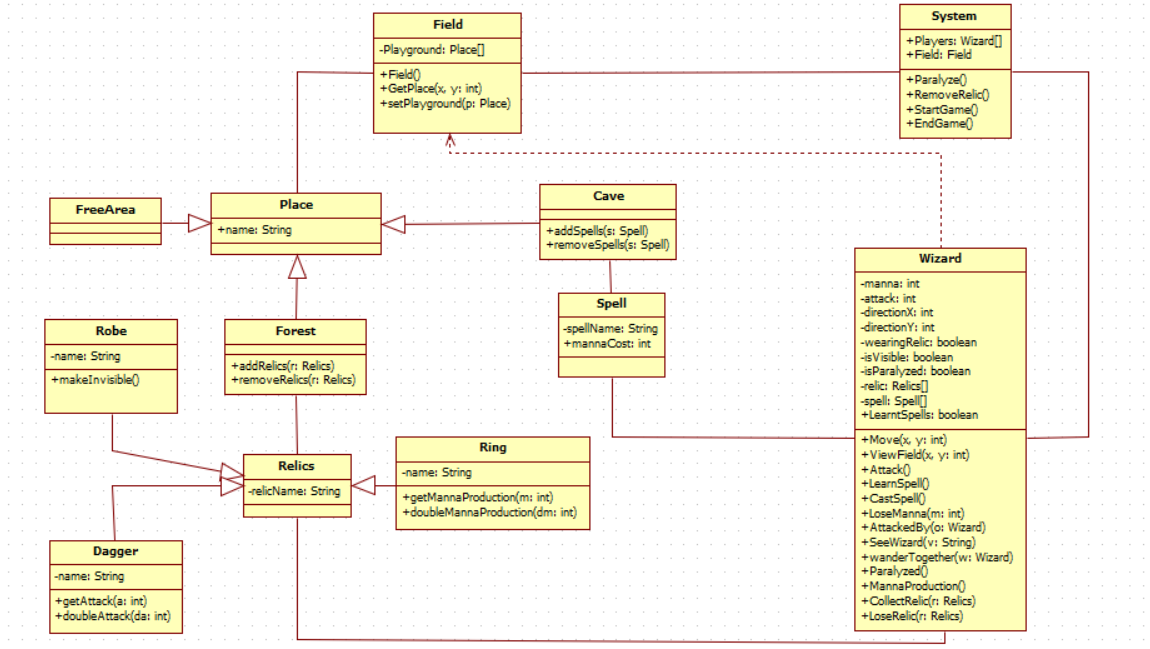 Field
-Playground: Place[]
+Field()
+GetPlace(x, y: int)
+setPlayground(p: Place)
System
+Players: Wizard[]
+Field: Field
+Paralyze()
+RemoveRelic()
+StartGame()
+EndGame()
FreeArea
Place
+name: String
Cave
+addSpells(s: Spell)
+removeSpells(s: Spell)
Wizard
-manna: int
-attack: int
-directionX: int
-directionY: int
-wearingRelic: boolean
-isVisible: boolean
-isParalyzed: boolean
-relic: Relics[]
-spell: Spell[]
+LearntSpells: boolean
+Move(x, y: int)
+ViewField(x, y: int)
+Attack()
+LearnSpell()
+CastSpell()
+LoseManna(m: int)
+AttackedBy(o: Wizard)
+SeeWizard(v: String)
+wanderTogether(w: Wizard)
+Paralyzed()
+MannaProduction()
+CollectRelic(r: Relics)
+LoseRelic(r: Relics)
Spell
-spellName: String
+mannaCost: int
Robe
-name: String
+makeInvisible()
Forest
+addRelics(r: Relics)
+removeRelics(r: Relics)
Relics
-relicName: String
Ring
-name: String
+getMannaProduction(m: int)
+doubleMannaProduction(dm: int)
Dagger
-name: String
+getAttack(a: int)
+doubleAttack(da: int)